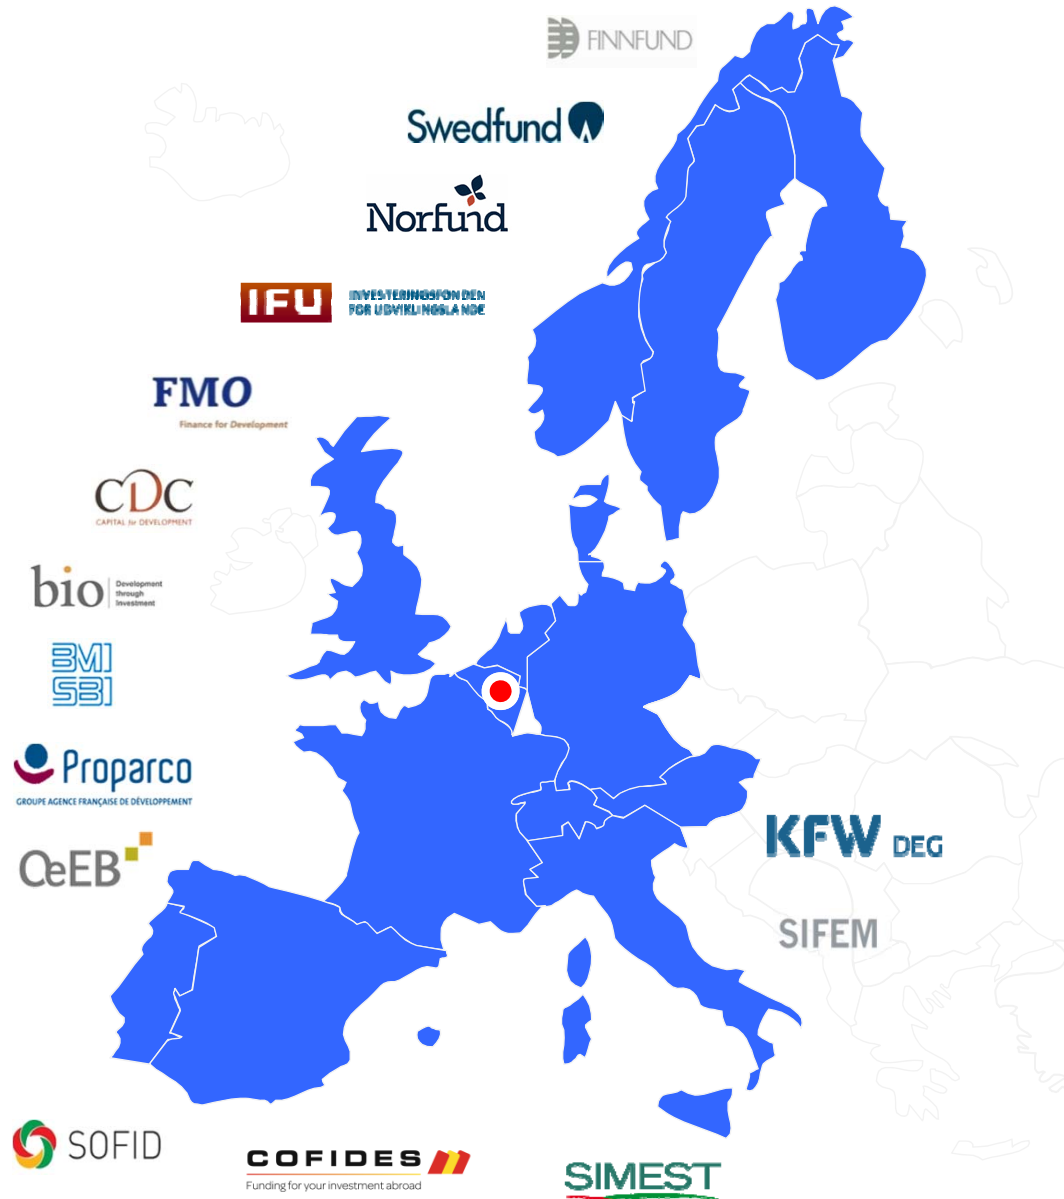 FINNFUND
Swedfund
Norfund
IFU INVESTERINGSFONDEN
FOR UDVIKLINGSLANDE
FMO
Finance for Development
CDC
CAPITAL for DEVELOPMENT
bio Development
through
Investment
BMI
SBI
Proparco
GROUPE AGENCE FRANÇAISE DE DÉVELOPPEMENT
OeEB
KFW DEG
SIFEM
SOFID
COFIDES
Funding for your investment abroad
SIMEST